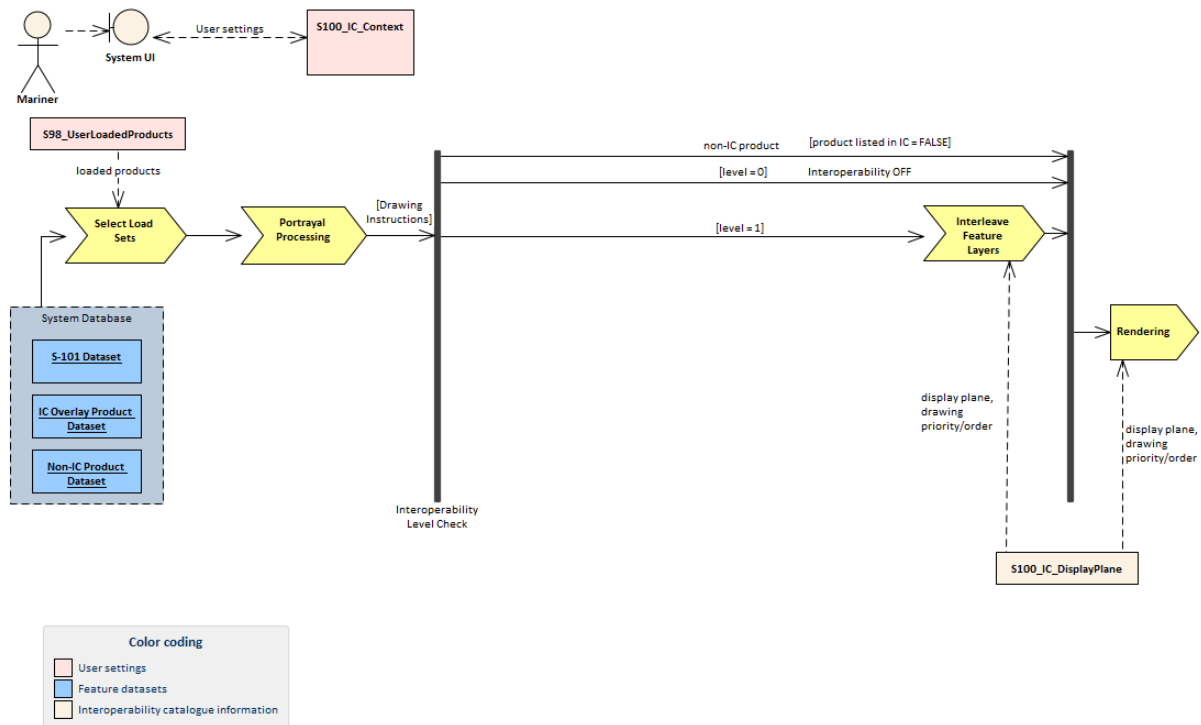 User settings
S100_IC_Context
System UI
Mariner
S98_UserLoadedProducts
loaded products
non-IC product
[product listed in IC = FALSE]
[level = 0]
Interoperability OFF
[Drawing
Instructions]
Select Load
Sets
Portrayal
Processing
[level = 1]
Interleave
Feature
Layers
System Database
S-101 Dataset
IC Overlay Product
Dataset
Non-IC Product
Dataset
Rendering
display plane,
drawing
priority/order
display plane,
drawing
priority/order
Interoperability
Level Check
S100_IC_DisplayPlane
Color coding
User settings
Feature datasets
Interoperability catalogue information